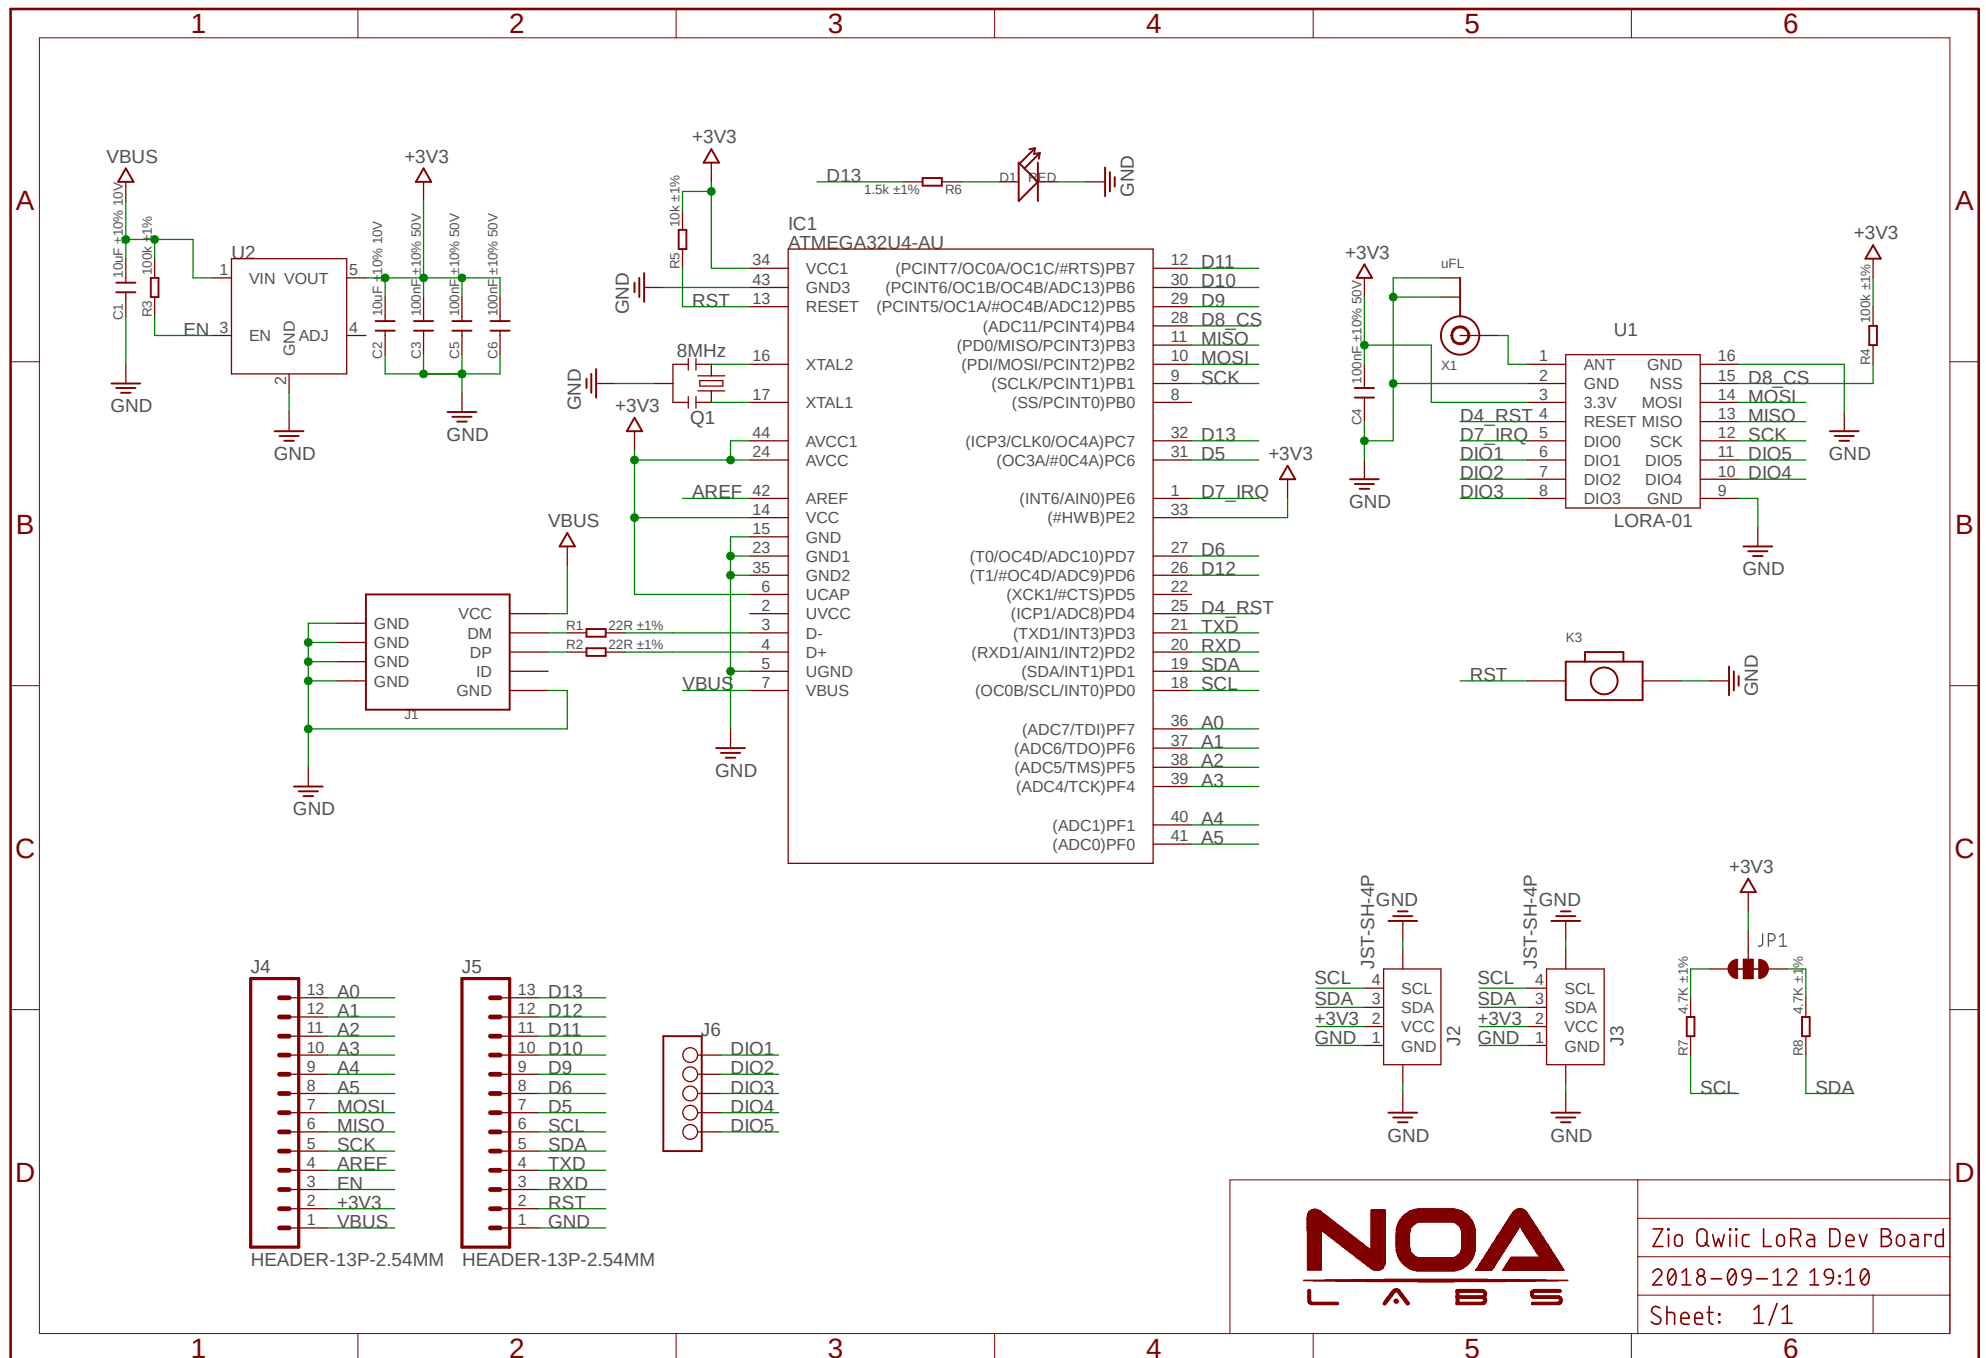 1 2 3 4 5 6
A
A
VBUS
10uF ±10% 10V
C1
100k ±1%
R3
GND
U2
1 VIN VOUT 5
EN 3 EN GND ADJ 4
2
GND
+3V3
10uF ±10% 10V
C2
100nF ±10% 50V
C3
100nF ±10% 50V
C5
100nF ±10% 50V
C6
GND
+3V3
10k ±1%
R5
GND
RST
D13 1.5k ±1% R6 D1 RED GND
IC1
ATMEGA32U4-AU
34 VCC1
43 GND3
13 RESET
16 XTAL2
17 XTAL1
44 AVCC1
24 AVCC
AREF 42 AREF
14 VCC
15 GND
23 GND1
35 GND2
6 UCAP
2 UVCC
3 D-
4 D+
5 UGND
VBUS 7 VBUS
(PCINT7/OC0A/OC1C/#RTS)PB7 12 D11
(PCINT6/OC1B/OC4B/ADC13)PB6 30 D10
(PCINT5/OC1A/#OC4B/ADC12)PB5 29 D9
(ADC11/PCINT4)PB4 28 D8_CS
(PD0/MISO/PCINT3)PB3 11 MISO
(PDI/MOSI/PCINT2)PB2 10 MOSI
(SCLK/PCINT1)PB1 9 SCK
(SS/PCINT0)PB0 8
(ICP3/CLK0/OC4A)PC7 32 D13
(OC3A/#0C4A)PC6 31 D5
(INT6/AIN0)PE6 1 D7_IRQ
(#HWB)PE2 33
+3V3
(T0/OC4D/ADC10)PD7 27 D6
(T1/#OC4D/ADC9)PD6 26 D12
(XCK1/#CTS)PD5 22
(ICP1/ADC8)PD4 25 D4_RST
(TXD1/INT3)PD3 21 TXD
(RXD1/AIN1/INT2)PD2 20 RXD
(SDA/INT1)PD1 19 SDA
(OC0B/SCL/INT0)PD0 18 SCL
(ADC7/TDI)PF7 36 A0
(ADC6/TDO)PF6 37 A1
(ADC5/TMS)PF5 38 A2
(ADC4/TCK)PF4 39 A3
(ADC1)PF1 40 A4
(ADC0)PF0 41 A5
8MHz
GND
Q1
+3V3
GND
+3V3
100nF ±10% 50V
C4
GND
uFL
X1
U1
1 ANT GND 16
2 GND NSS 15 D8_CS
3 3.3V MOSI 14 MOSI
D4_RST 4 RESET MISO 13 MISO
D7_IRQ 5 DIO0 SCK 12 SCK
DIO1 6 DIO1 DIO5 11 DIO5
DIO2 7 DIO2 DIO4 10 DIO4
DIO3 8 DIO3 GND 9
LORA-01
+3V3
100k ±1%
R4
GND
GND
B
B
VBUS
GND VCC
GND DM
GND DP
GND ID
GND
J1
GND
R1 22R ±1%
R2 22R ±1%
K3
RST GND
C
C
J4
13 A0
12 A1
11 A2
10 A3
9 A4
8 A5
7 MOSI
6 MISO
5 SCK
4 AREF
3 EN
2 +3V3
1 VBUS
HEADER-13P-2.54MM
J5
13 D13
12 D12
11 D11
10 D10
9 D9
8 D6
7 D5
6 SCL
5 SDA
4 TXD
3 RXD
2 RST
1 GND
HEADER-13P-2.54MM
J6
DIO1
DIO2
DIO3
DIO4
DIO5
JST-SH-4P
GND
SCL 4 SCL
SDA 3 SDA
+3V3 2 VCC
GND 1 GND
J2
GND
JST-SH-4P
GND
SCL 4 SCL
SDA 3 SDA
+3V3 2 VCC
GND 1 GND
J3
GND
+3V3
JP1
4.7K ±1%
R7
SCL
4.7K ±1%
R8
SDA
D
D
NOA
LABS
Zio Qwiic LoRa Dev Board
2018-09-12 19:10
Sheet: 1/1
1 2 3 4 5 6